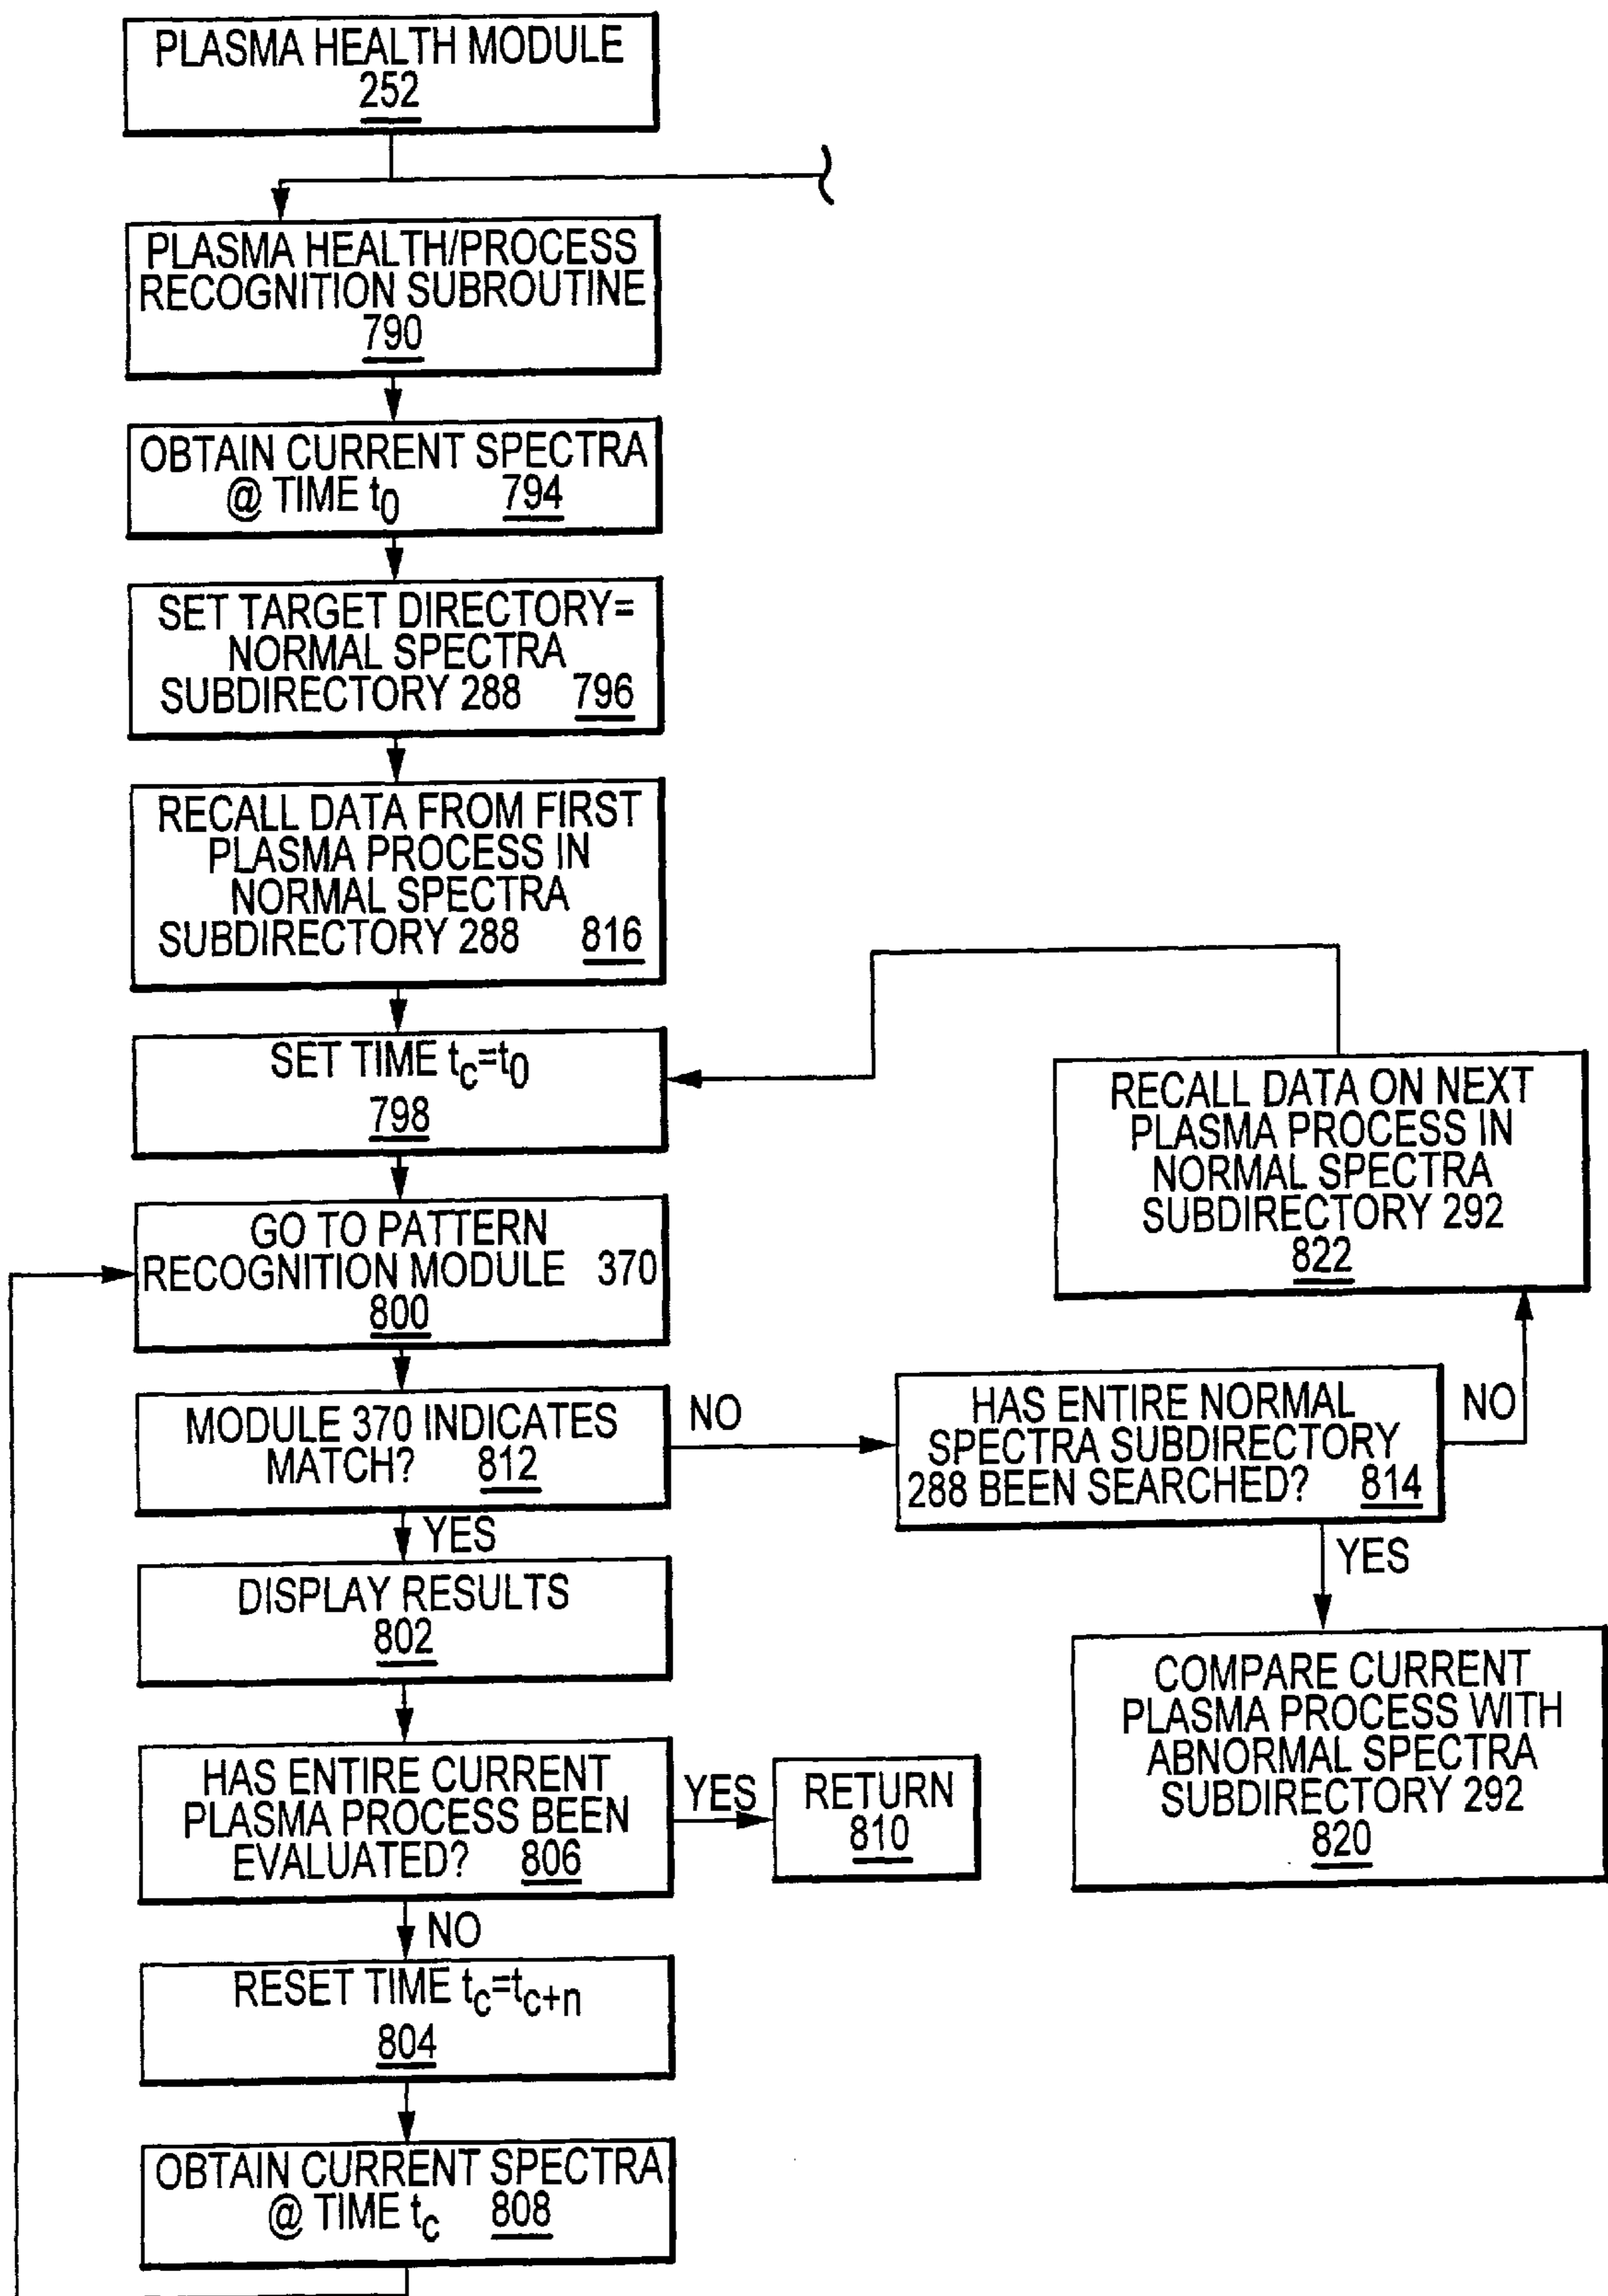 PLASMA HEALTH MODULE
252
PLASMA HEALTH/PROCESS
RECOGNITION SUBROUTINE
790
OBTAIN CURRENT SPECTRA
@ TIME t0 794
SET TARGET DIRECTORY=
NORMAL SPECTRA
SUBDIRECTORY 288 796
RECALL DATA FROM FIRST
PLASMA PROCESS IN
NORMAL SPECTRA
SUBDIRECTORY 288 816
SET TIME tc=t0
798
RECALL DATA ON NEXT
PLASMA PROCESS IN
NORMAL SPECTRA
SUBDIRECTORY 292
822
GO TO PATTERN
RECOGNITION MODULE 370
800
MODULE 370 INDICATES
MATCH? 812
NO
HAS ENTIRE NORMAL
SPECTRA SUBDIRECTORY
288 BEEN SEARCHED? 814
NO
YES
YES
DISPLAY RESULTS
802
COMPARE CURRENT
PLASMA PROCESS WITH
ABNORMAL SPECTRA
SUBDIRECTORY 292
820
HAS ENTIRE CURRENT
PLASMA PROCESS BEEN
EVALUATED? 806
YES
RETURN
810
NO
RESET TIME tc=tc+n
804
OBTAIN CURRENT SPECTRA
@ TIME tc 808